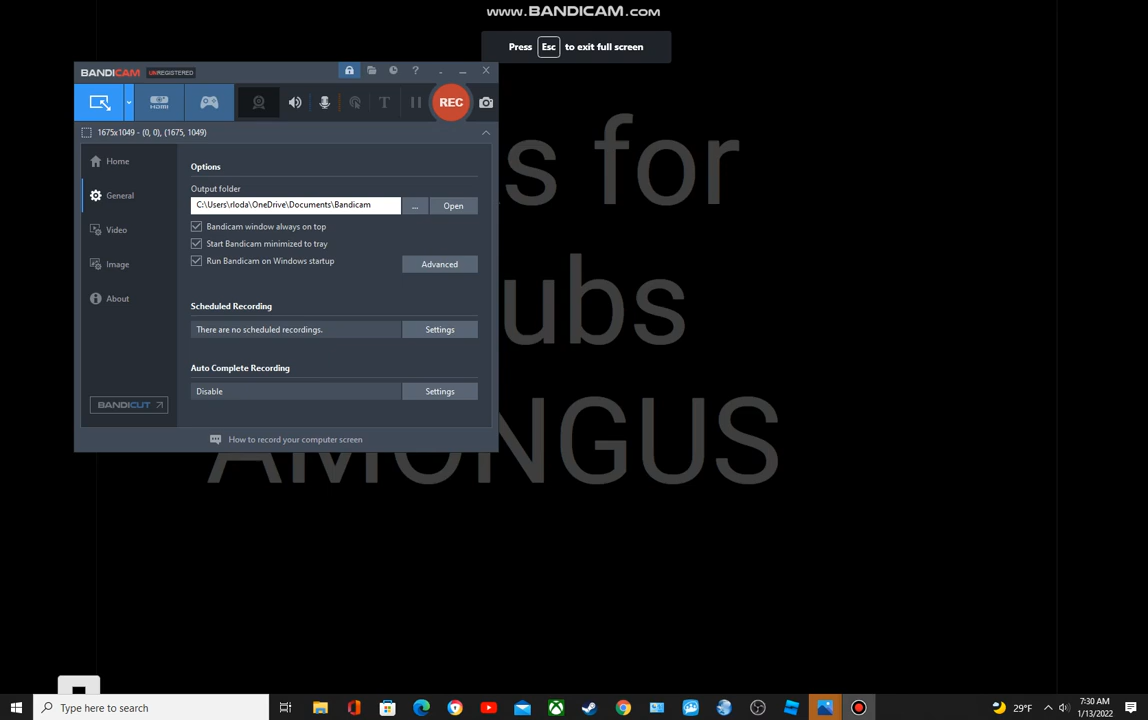 www.BANDICAM.com
Press Esc to exit full screen
BANDICAM UNREGISTERED
?
HDMI
T
REC
1675x1049 - (0, 0), (1675, 1049)
s for
ubs
AMONGUS
Home
General
Video
Image
About
BANDICUT
Options
Output folder
C:\Users\rloda\OneDrive\Documents\Bandicam
...
Open
Bandicam window always on top
Start Bandicam minimized to tray
Run Bandicam on Windows startup
Advanced
Scheduled Recording
There are no scheduled recordings.
Settings
Auto Complete Recording
Disable
Settings
How to record your computer screen
Type here to search
29°F
7:30 AM
1/13/2022